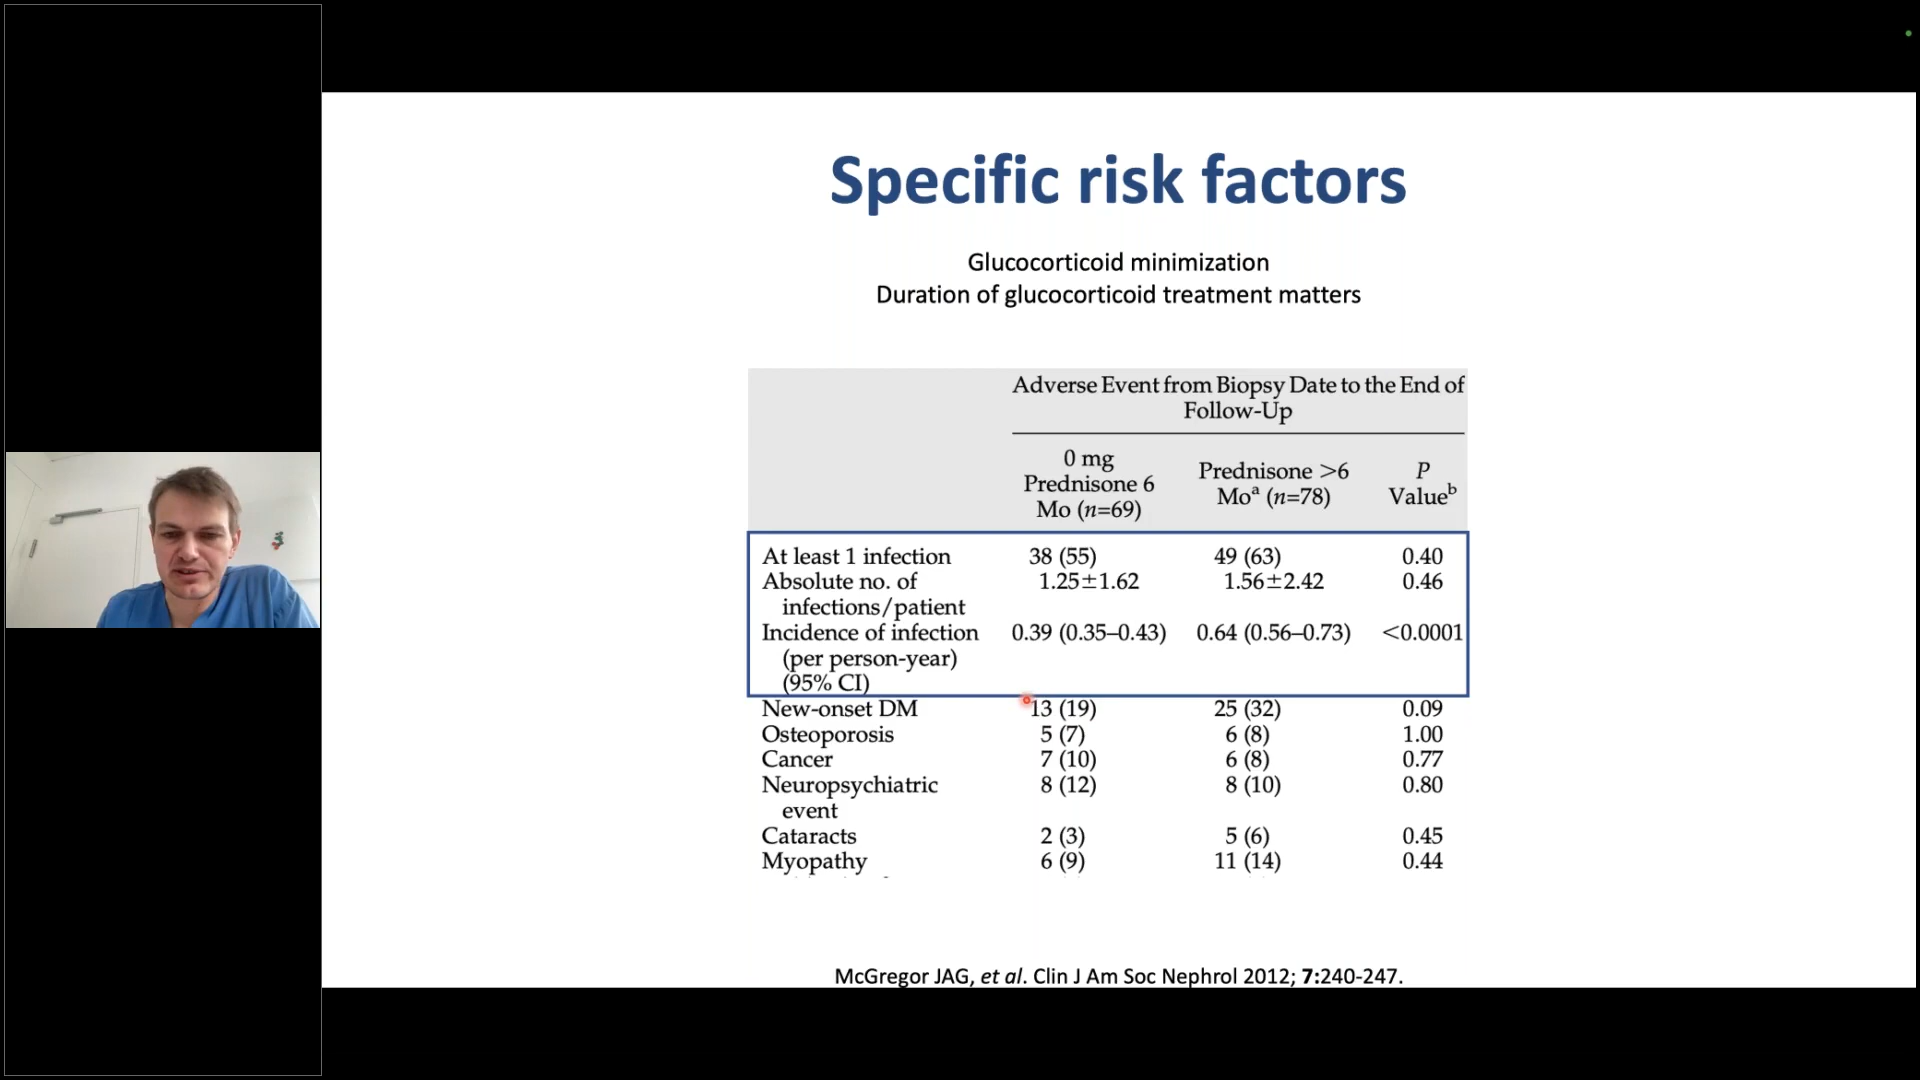 Specific risk factors
Glucocorticoid minimization
Duration of glucocorticoid treatment matters
Adverse Event from Biopsy Date to the End of
Follow-Up
0 mg
Prednisone 6
Mo (n=69)
Prednisone >6
Moᵃ (n=78)
P
Valueᵇ
At least 1 infection 38 (55) 49 (63) 0.40
Absolute no. of 1.25±1.62 1.56±2.42 0.46
infections/patient
Incidence of infection 0.39 (0.35–0.43) 0.64 (0.56–0.73) <0.0001
(per person-year)
(95% CI)
New-onset DM 13 (19) 25 (32) 0.09
Osteoporosis 5 (7) 6 (8) 1.00
Cancer 7 (10) 6 (8) 0.77
Neuropsychiatric 8 (12) 8 (10) 0.80
event
Cataracts 2 (3) 5 (6) 0.45
Myopathy 6 (9) 11 (14) 0.44
McGregor JAG, et al. Clin J Am Soc Nephrol 2012; 7:240-247.